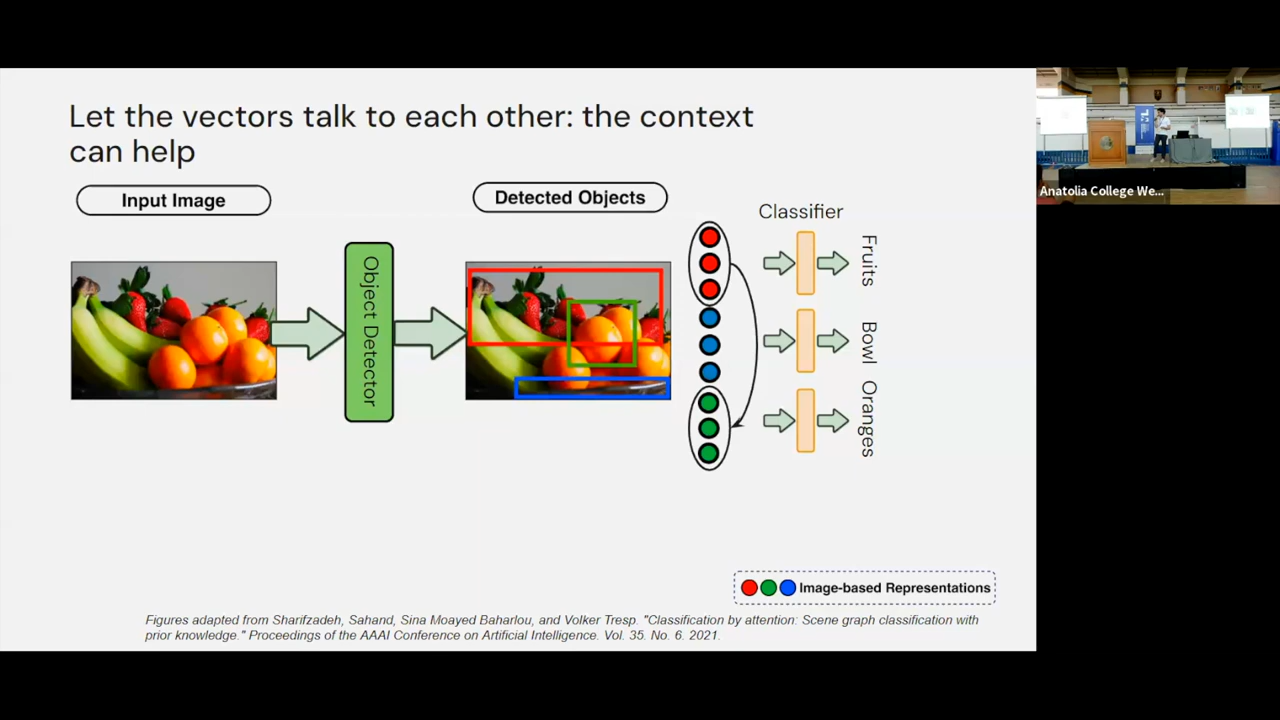 Let the vectors talk to each other: the context
can help
Input Image
Detected Objects
Classifier
Object Detector
Fruits
Bowl
Oranges
Image-based Representations
Figures adapted from Sharifzadeh, Sahand, Sina Moayed Baharlou, and Volker Tresp. "Classification by attention: Scene graph classification with
prior knowledge." Proceedings of the AAAI Conference on Artificial Intelligence. Vol. 35. No. 6. 2021.
Anatolia College We...